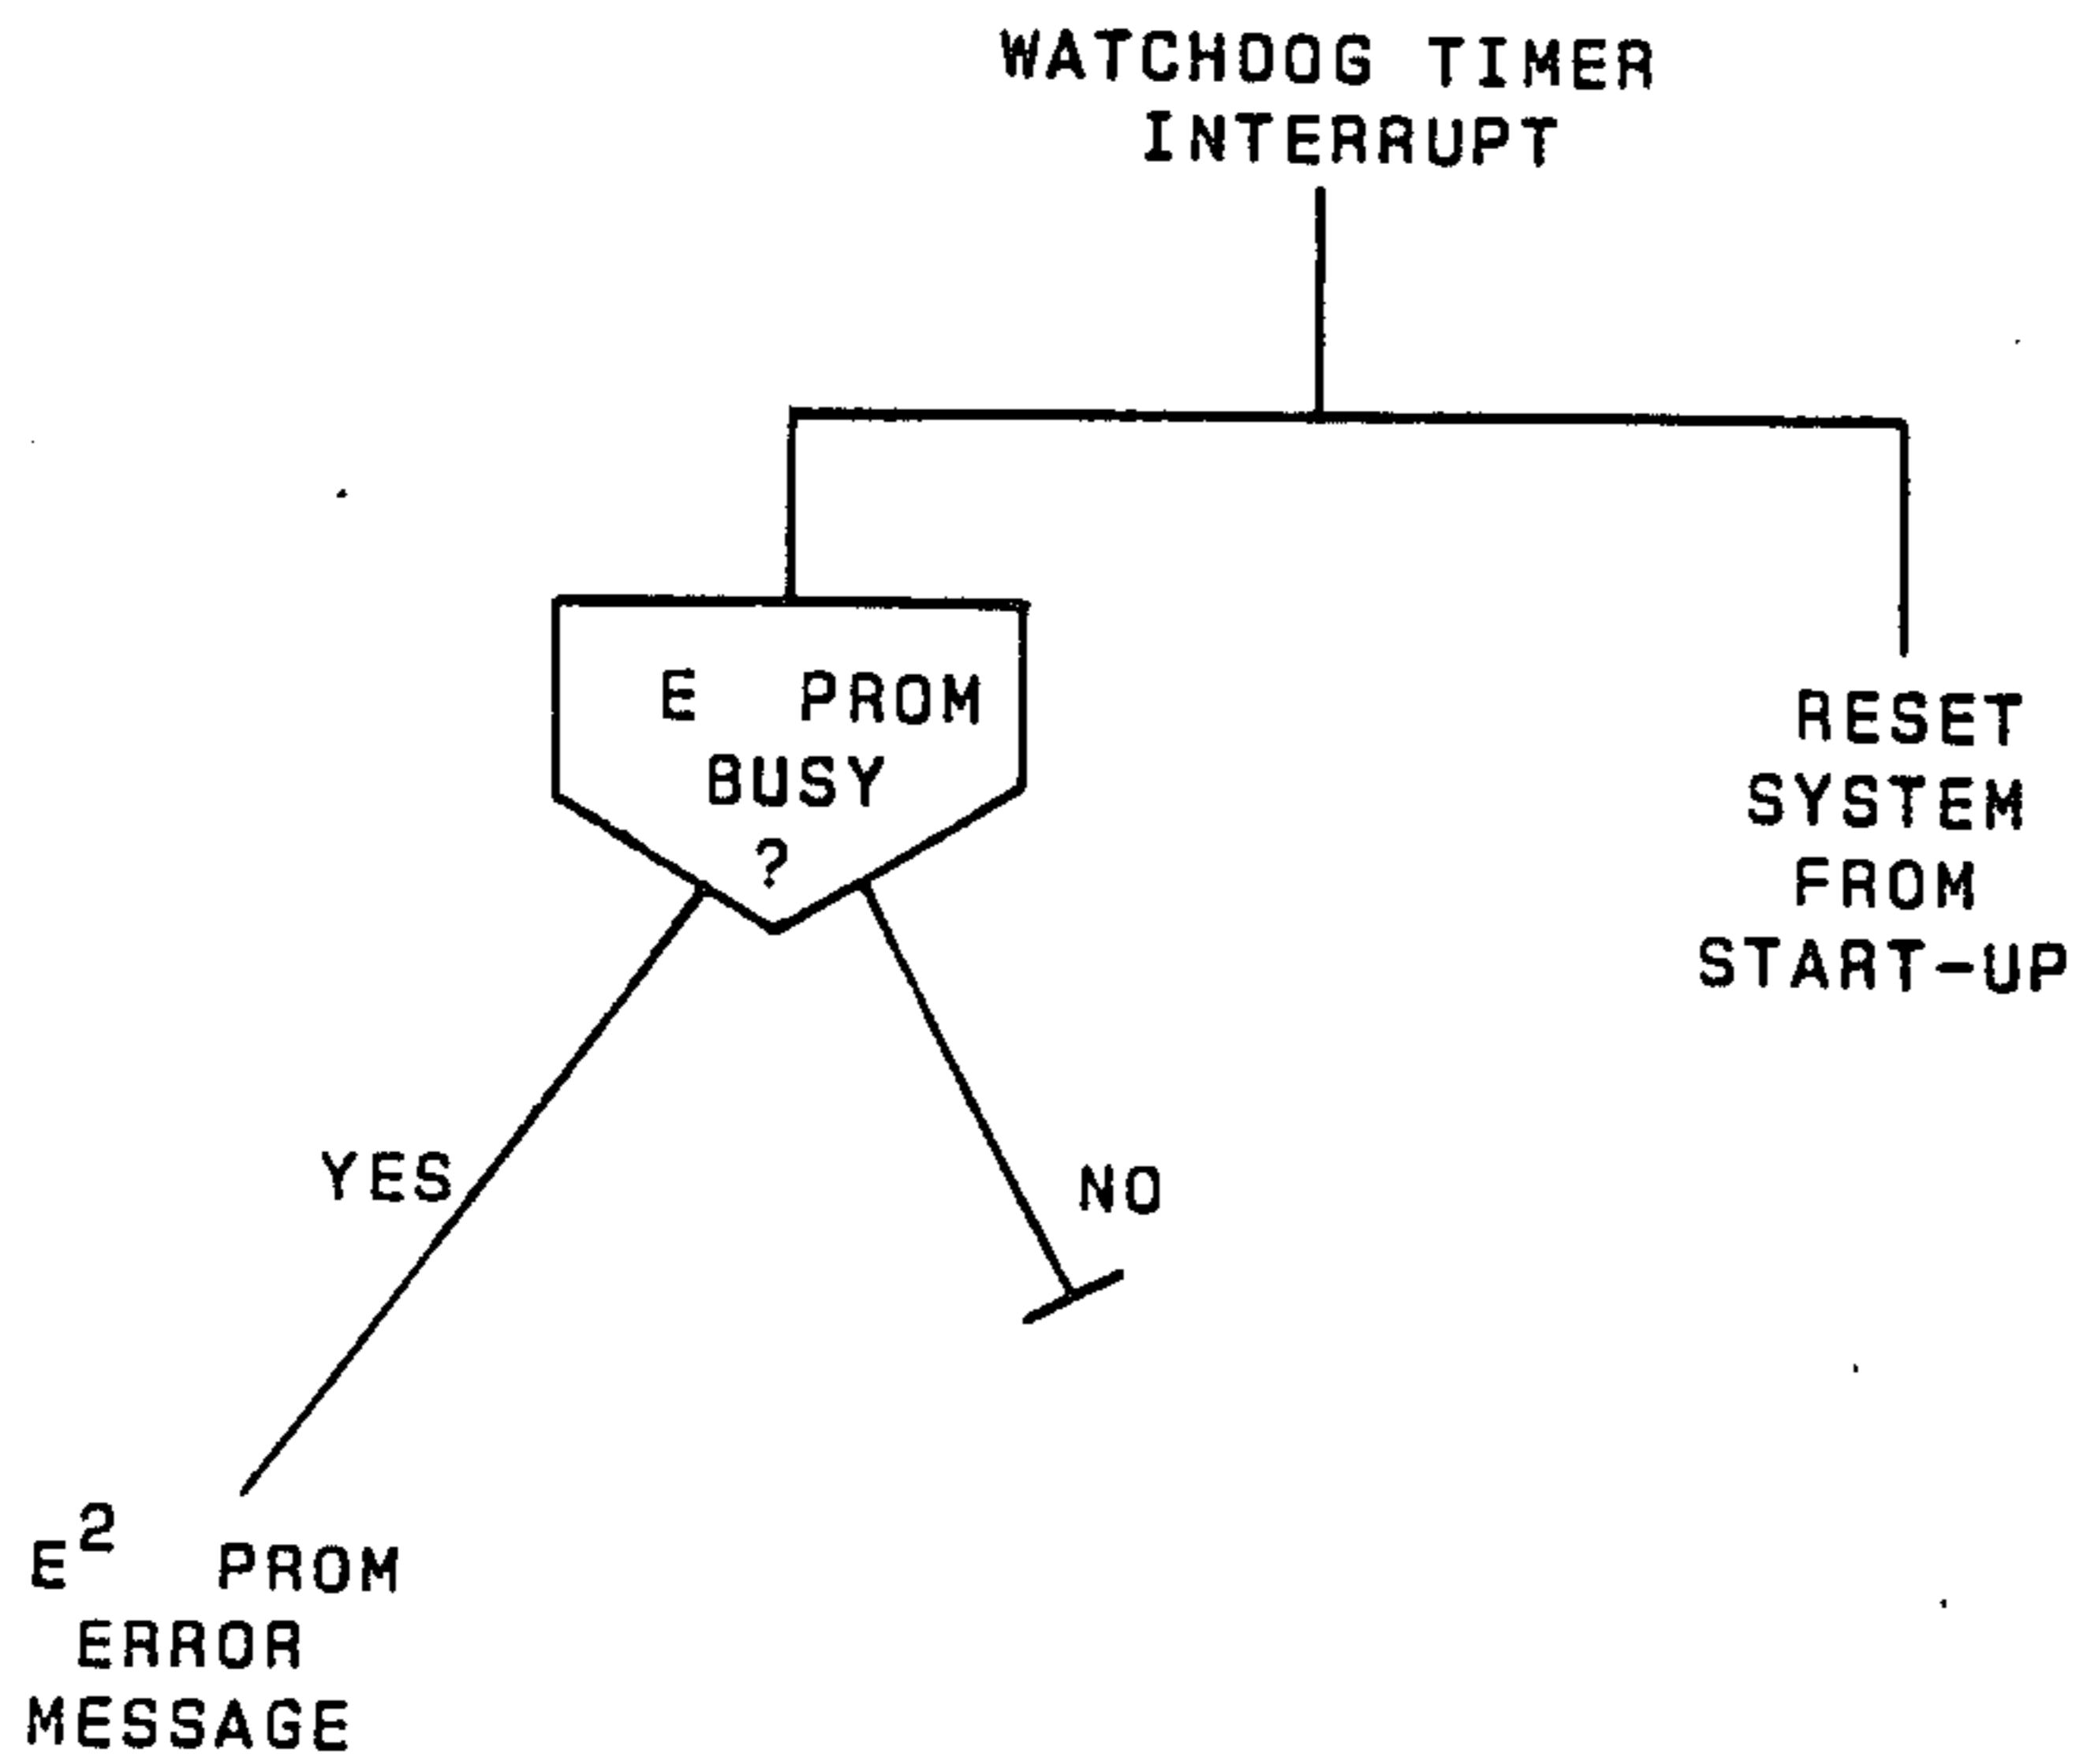 WATCHDOG TIMER
INTERRUPT
E PROM
BUSY
?
RESET
SYSTEM
FROM
START-UP
YES
NO
E² PROM
ERROR
MESSAGE